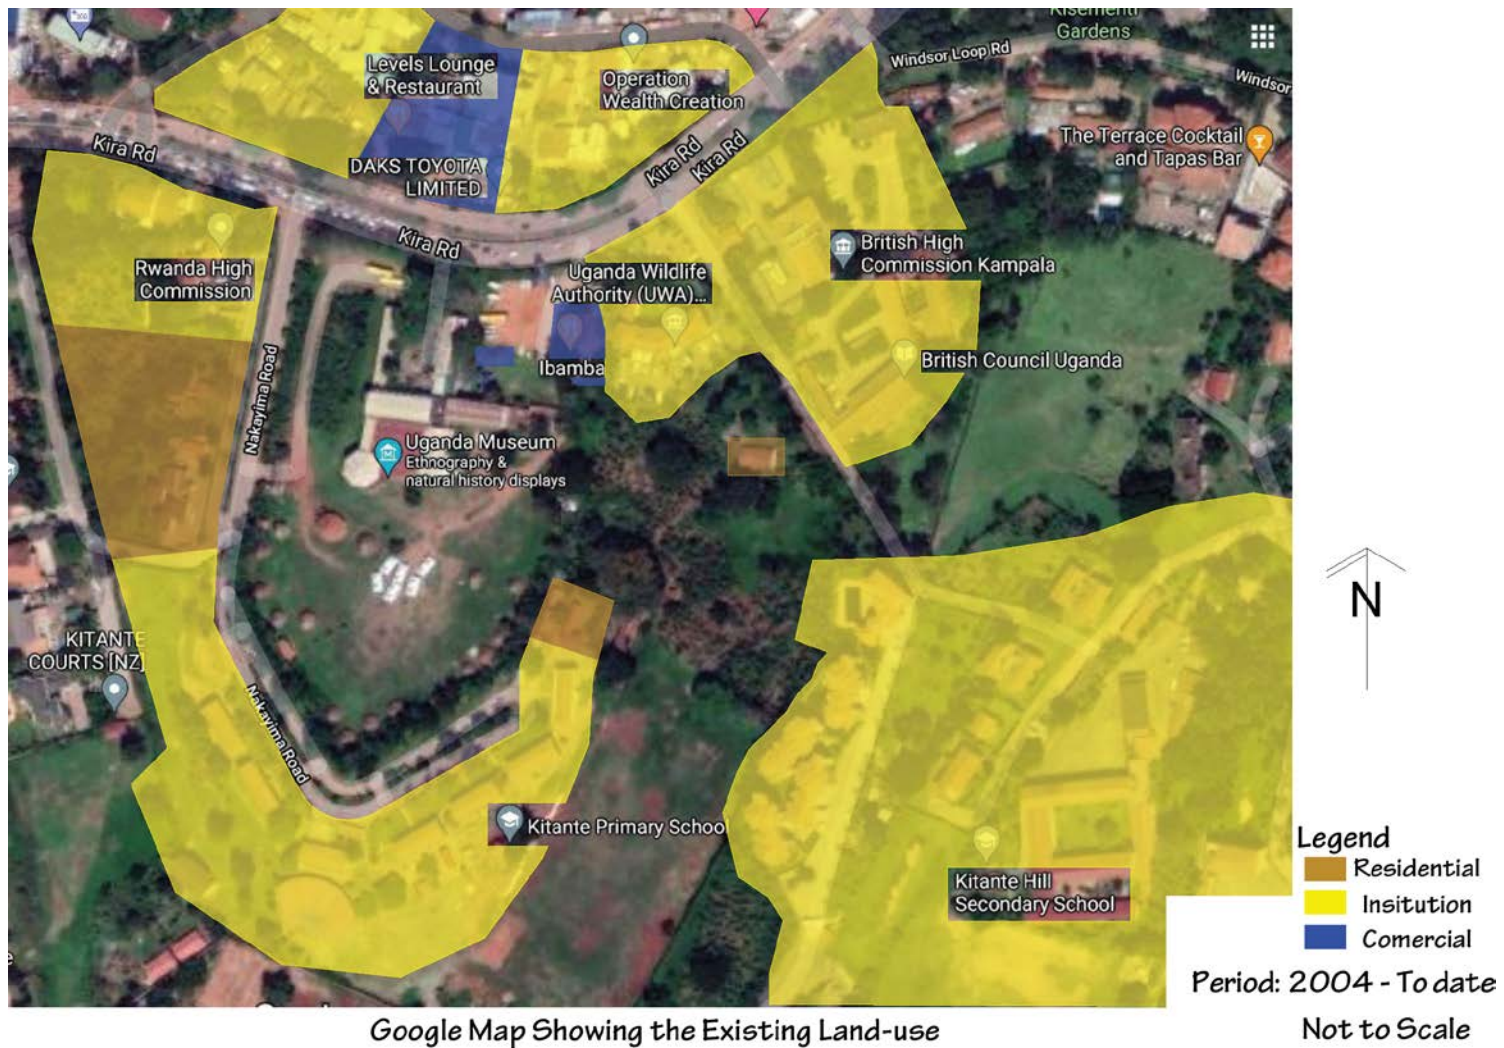 Kisementi
Gardens
Windsor Loop Rd
Windsor
Levels Lounge
& Restaurant
Operation
Wealth Creation
The Terrace Cocktail
and Tapas Bar
Kira Rd
DAKS TOYOTA
LIMITED
Kira Rd
Kira Rd
Kira Rd
British High
Commission Kampala
Rwanda High
Commission
Uganda Wildlife
Authority (UWA)...
Ibamba
British Council Uganda
Nakayima Road
Uganda Museum
Ethnography &
natural history displays
N
KITANTE
COURTS [NZ]
Nakayima Road
Kitante Primary School
Kitante Hill
Secondary School
Legend
Residential
Insitution
Comercial
Period: 2004 - To date
Google Map Showing the Existing Land-use
Not to Scale